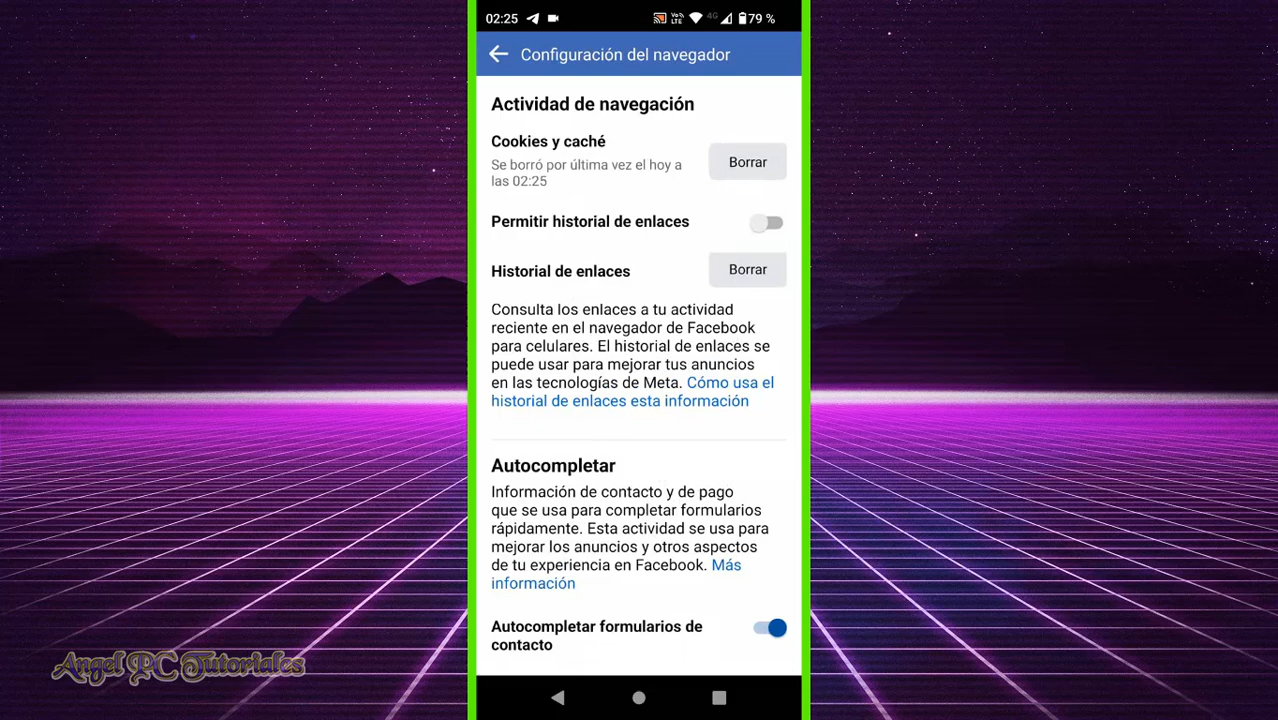 02:25
Vo)
LTE
4G
79 %
Configuración del navegador
Actividad de navegación
Cookies y caché
Se borró por última vez el hoy a
las 02:25
Borrar
Permitir historial de enlaces
Historial de enlaces
Borrar
Consulta los enlaces a tu actividad
reciente en el navegador de Facebook
para celulares. El historial de enlaces se
puede usar para mejorar tus anuncios
en las tecnologías de Meta. Cómo usa el
historial de enlaces esta información
Autocompletar
Información de contacto y de pago
que se usa para completar formularios
rápidamente. Esta actividad se usa para
mejorar los anuncios y otros aspectos
de tu experiencia en Facebook. Más
información
Autocompletar formularios de
contacto
Angel PC Tutoriales